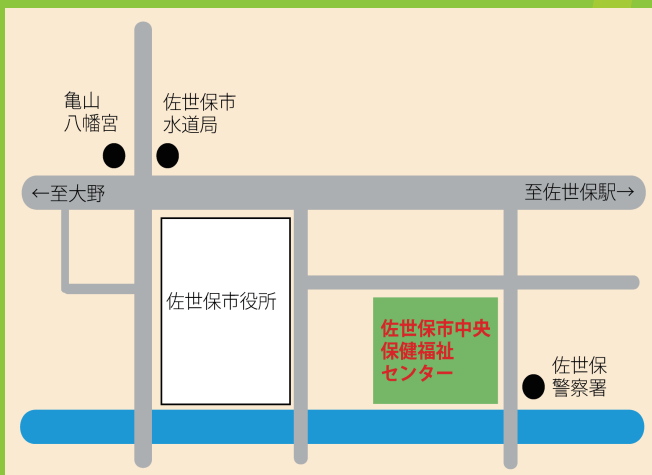 亀山
八幡宮
佐世保市
水道局
←至大野
至佐世保駅→
佐世保市役所
佐世保市中央
保健福祉
センター
佐世保
警察署